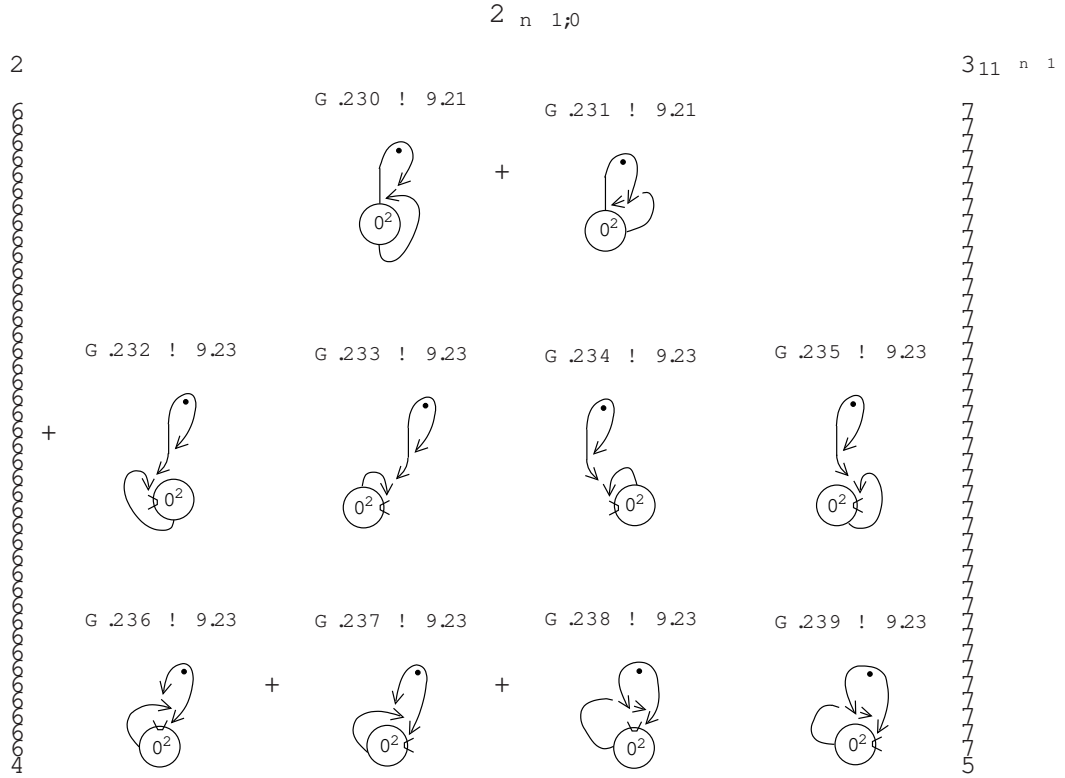 2 n 1;0
2 3 11 n 1
G .230 ! 9.21 G .231 ! 9.21
+
0²  0²
G .232 ! 9.23 G .233 ! 9.23 G .234 ! 9.23 G .235 ! 9.23
+
0² 0² 0² 0²
G .236 ! 9.23 G .237 ! 9.23 G .238 ! 9.23 G .239 ! 9.23
+ +
0² 0² 0² 0²
4 5